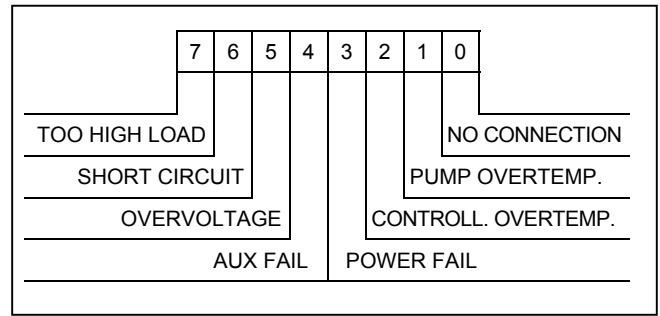 7 6 5 4 3 2 1 0
TOO HIGH LOAD NO CONNECTION
SHORT CIRCUIT PUMP OVERTEMP.
OVERVOLTAGE CONTROLL. OVERTEMP.
AUX FAIL POWER FAIL